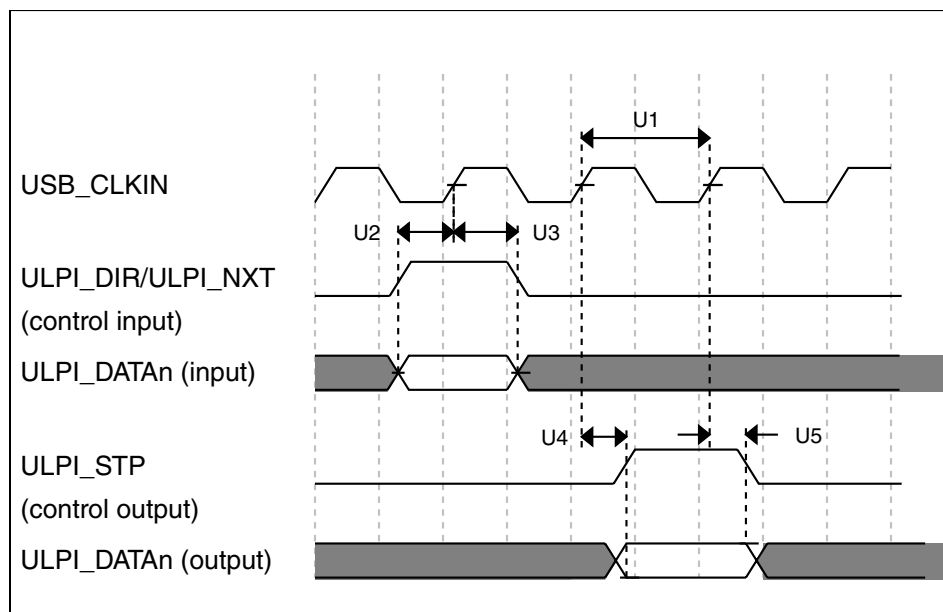 U1
USB_CLKIN
U2
U3
ULPI_DIR/ULPI_NXT
(control input)
ULPI_DATAn (input)
U4
U5
ULPI_STP
(control output)
ULPI_DATAn (output)